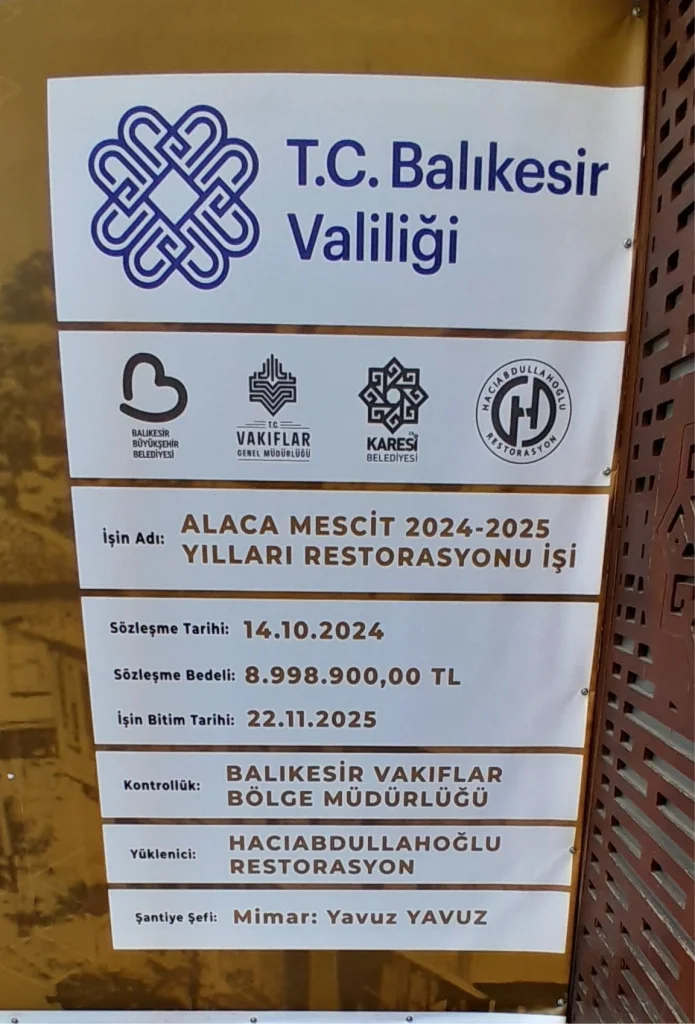 T.C. Balıkesir
Valiliği
BALIKESİR
BÜYÜKŞEHİR
BELEDİYESİ
T.C.
VAKIFLAR
GENEL MÜDÜRLÜĞÜ
KARESİ
BELEDİYESİ
HACIABDULLAHOĞLU
RESTORASYON
İşin Adı: ALACA MESCİT 2024-2025
YILLARI RESTORASYONU İŞİ
Sözleşme Tarihi: 14.10.2024
Sözleşme Bedeli: 8.998.900,00 TL
İşin Bitim Tarihi: 22.11.2025
Kontrollük: BALIKESİR VAKIFLAR
BÖLGE MÜDÜRLÜĞÜ
Yüklenici: HACIABDULLAHOĞLU
RESTORASYON
Şantiye Şefi: Mimar: Yavuz YAVUZ